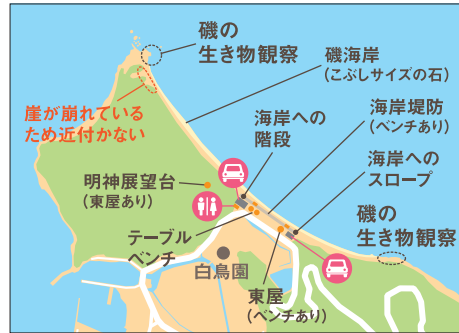 磯の
生き物観察
磯海岸
(こぶしサイズの石)
崖が崩れている
ため近付かない
海岸への
階段
海岸堤防
(ベンチあり)
海岸への
スロープ
明神展望台
(東屋あり)
テーブル
ベンチ
白鳥園
東屋
(ベンチあり)
磯の
生き物観察